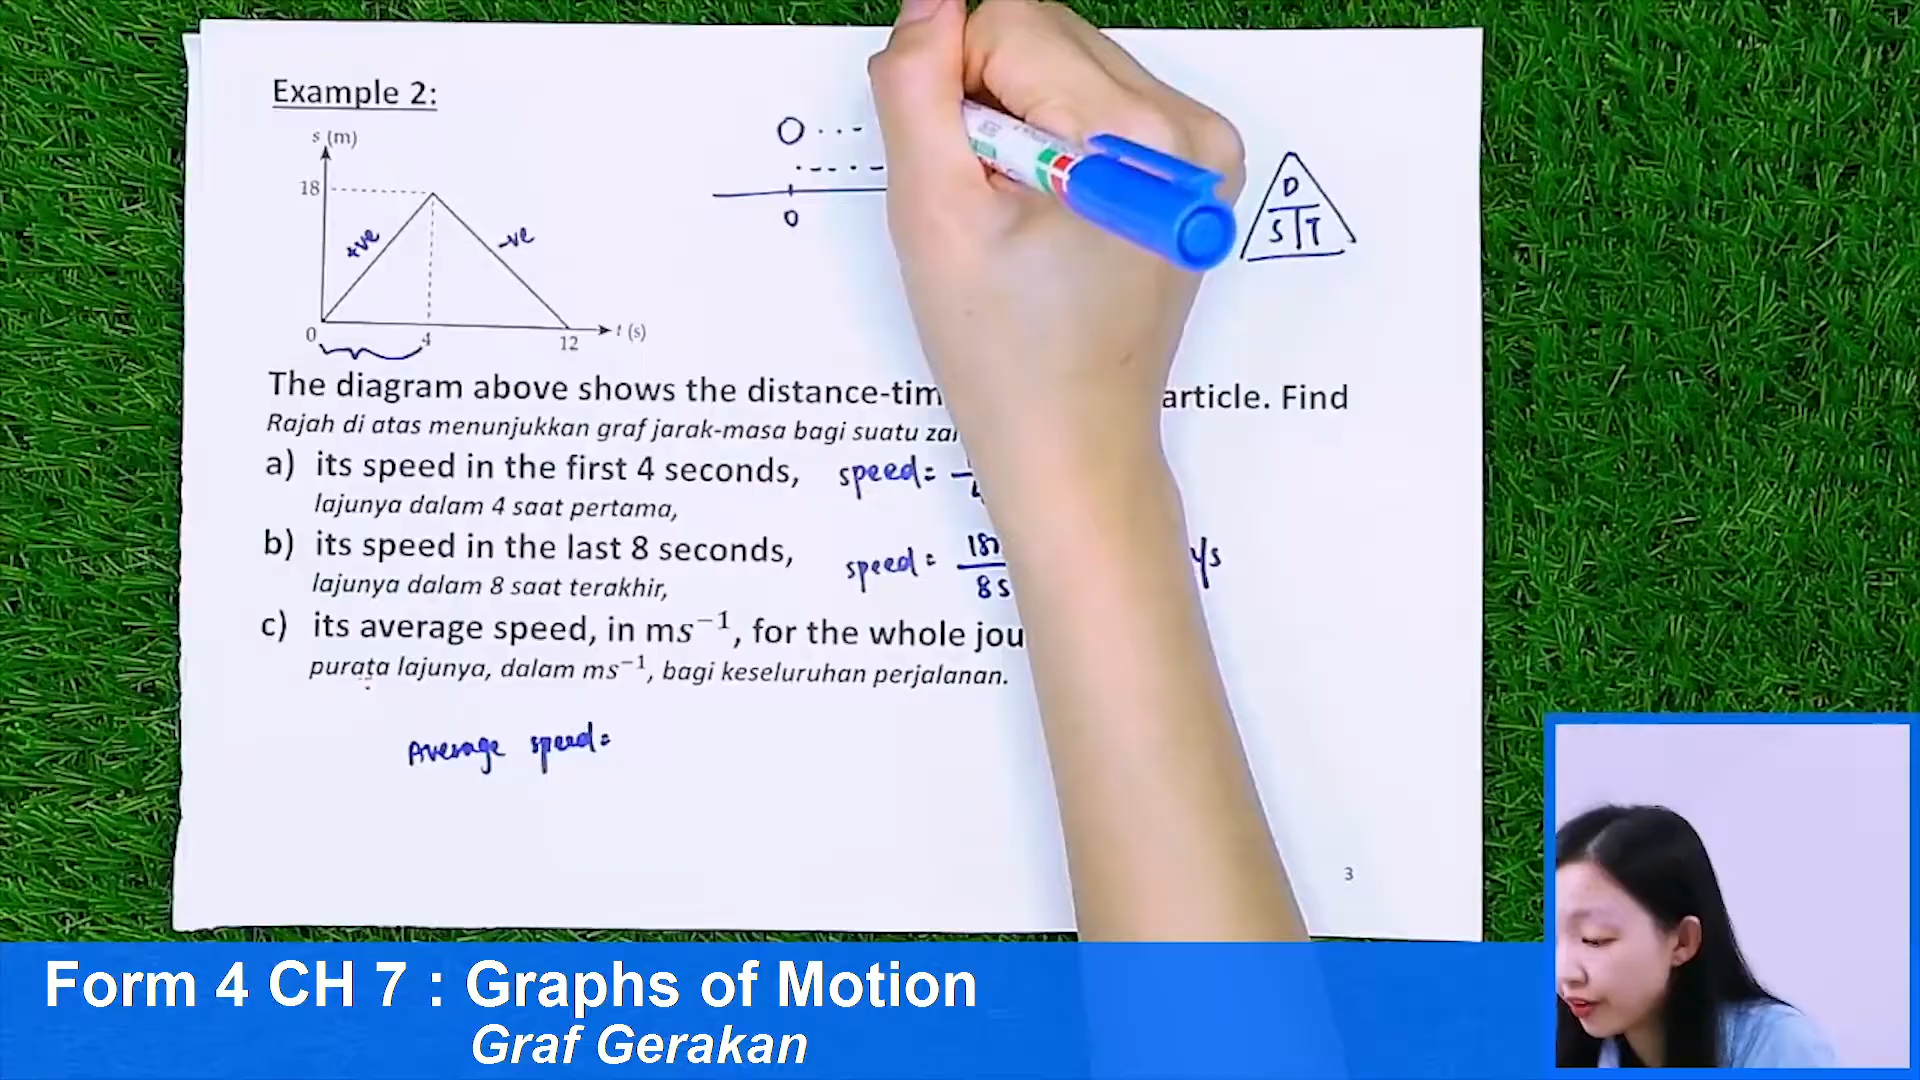 Example 2:
s (m)
18
+ve
-ve
0
4
12
t (s)
0
D
S T
The diagram above shows the distance-tim article. Find
Rajah di atas menunjukkan graf jarak-masa bagi suatu
a) its speed in the first 4 seconds, speed=
lajunya dalam 4 saat pertama,
b) its speed in the last 8 seconds, speed = 18 8s /s
lajunya dalam 8 saat terakhir,
c) its average speed, in ms⁻¹, for the whole jou
purata lajunya, dalam ms⁻¹, bagi keseluruhan perjalanan.
Average speed=
3
Form 4 CH 7 : Graphs of Motion
Graf Gerakan